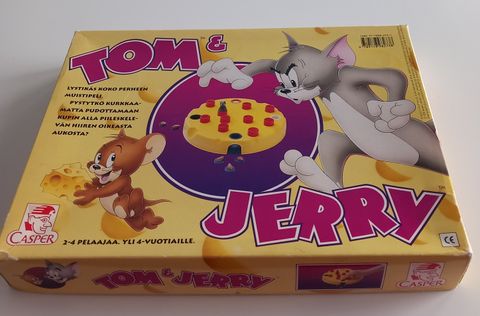 TOM &
LYSTIKÄS KOKO PERHEEN
MUISTIPELI.
PYSTYTKÖ KURKKAA-
MATTA PUDOTTAMAAN
KUPIN ALLA PIILESKELE-
VÄN HIIREN OIKEASTA
AUKOSTA?
JERRY
CASPER
2-4 PELAAJAA. YLI 4-VUOTIAILLE.
CE
TOM & JERRY
CASPER